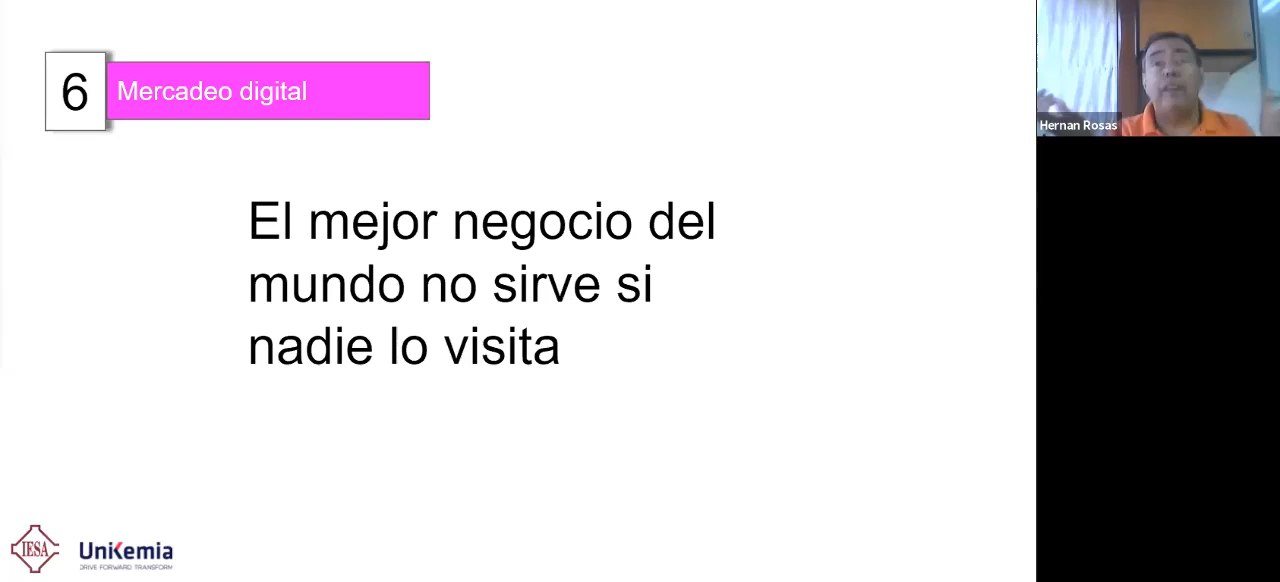 6
Mercadeo digital
El mejor negocio del
mundo no sirve si
nadie lo visita
Hernan Rosas
IESA
UniKemia
DRIVE FORWARD TRANSFORM